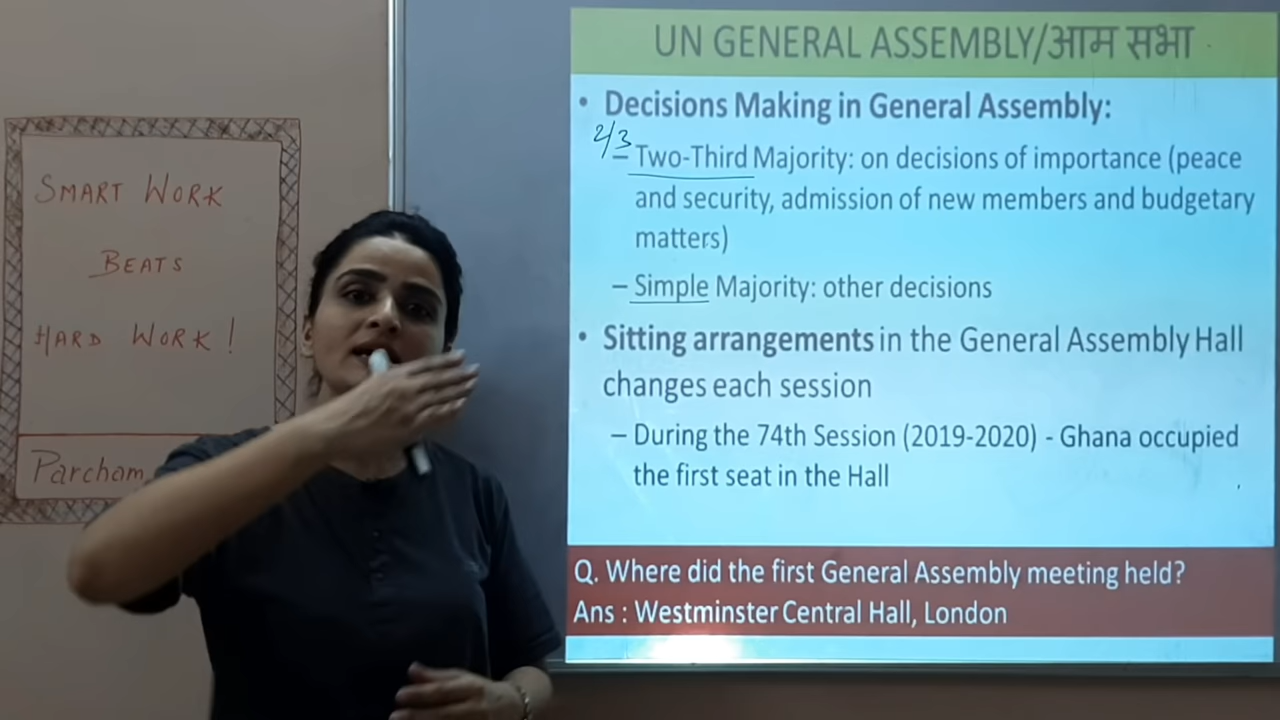 SMART WORK
BEATS
HARD WORK!
Parcham
UN GENERAL ASSEMBLY/आम सभा
• Decisions Making in General Assembly:
2/3
– Two-Third Majority: on decisions of importance (peace
and security, admission of new members and budgetary
matters)
– Simple Majority: other decisions
• Sitting arrangements in the General Assembly Hall
changes each session
– During the 74th Session (2019-2020) - Ghana occupied
the first seat in the Hall
Q. Where did the first General Assembly meeting held?
Ans : Westminster Central Hall, London